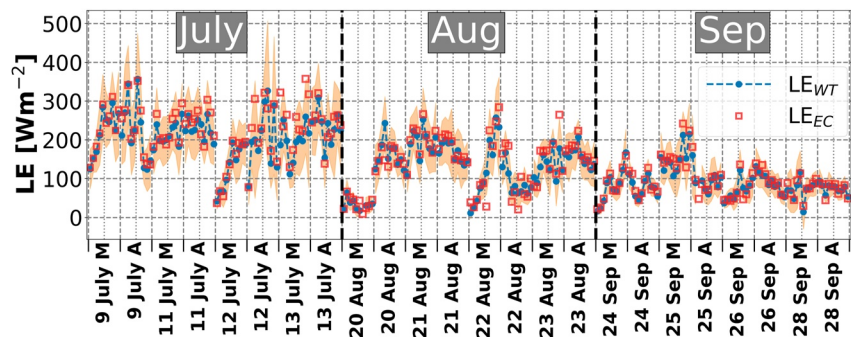 July
Aug
Sep
LE [Wm⁻²]
500
400
300
200
100
0
LE_WT
LE_EC
9 July M
9 July A
11 July M
11 July A
12 July M
12 July A
13 July M
13 July A
20 Aug M
20 Aug A
21 Aug M
21 Aug A
22 Aug M
22 Aug A
23 Aug M
23 Aug A
24 Sep M
24 Sep A
25 Sep M
25 Sep A
26 Sep M
26 Sep A
28 Sep M
28 Sep A